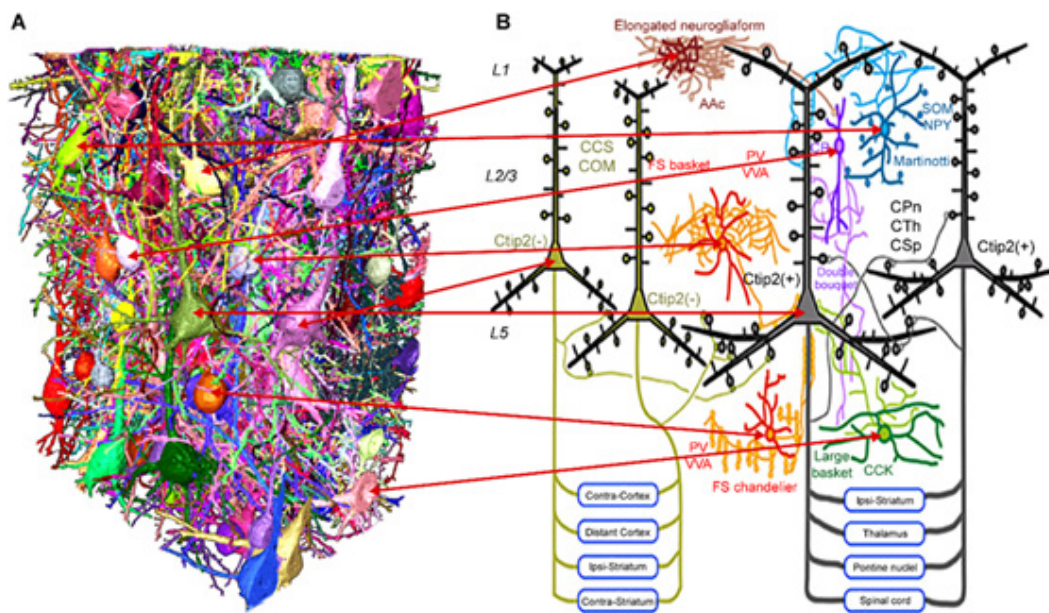 A
B
Elongated neurogliaform
L1
AAc
SOM
NPY
CCS
COM
FS basket
PV
VVA
CB
Martinotti
L2/3
CPn
CTh
CSp
Ctip2(-)
Ctip2(+)
Ctip2(+)
Double
bouquet
Ctip2(-)
L5
PV
VVA
FS chandelier
Large
basket
CCK
Contra-Cortex
Ipsi-Striatum
Distant Cortex
Thalamus
Ipsi-Striatum
Pontine nuclei
Contra-Striatum
Spinal cord